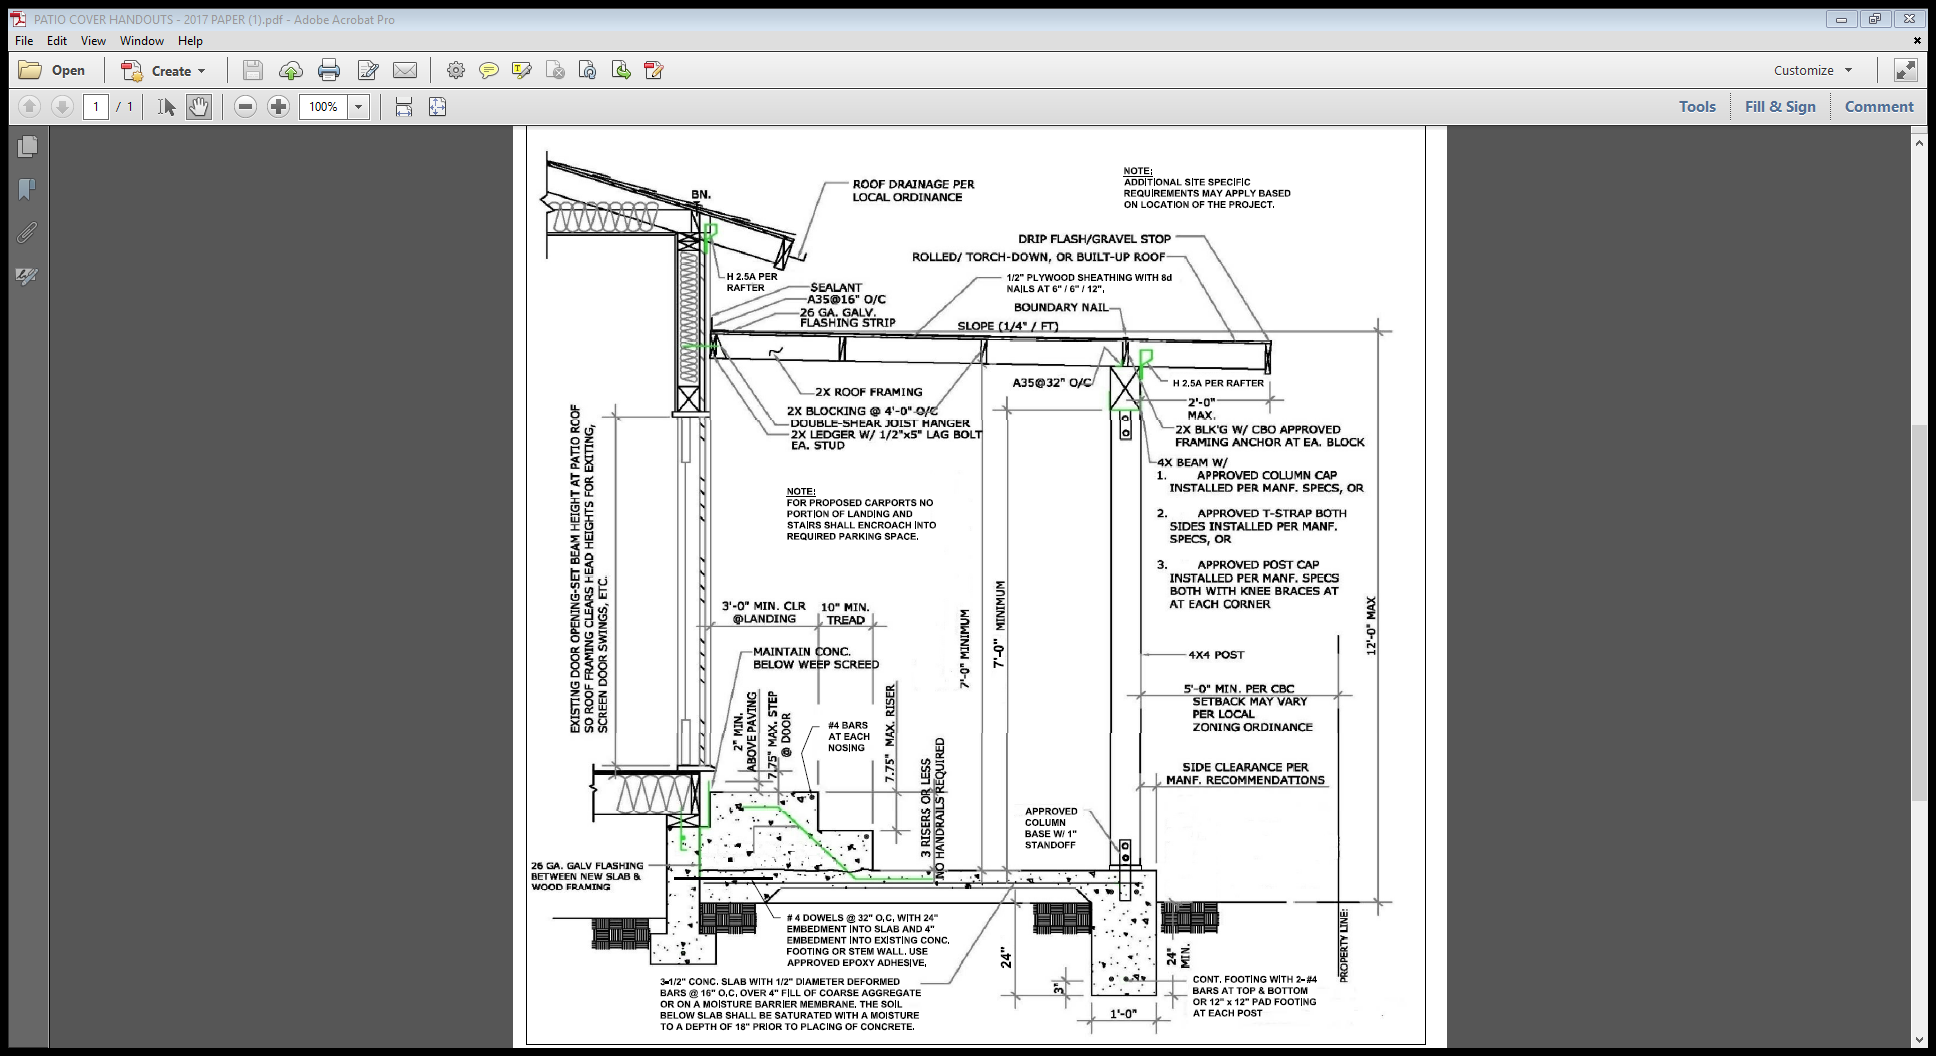 PATIO COVER HANDOUTS - 2017 PAPER (1).pdf - Adobe Acrobat Pro
File Edit View Window Help
Open Create Customize
1 / 1 100% Tools Fill & Sign Comment
BN.
ROOF DRAINAGE PER
LOCAL ORDINANCE
NOTE:
ADDITIONAL SITE SPECIFIC
REQUIREMENTS MAY APPLY BASED
ON LOCATION OF THE PROJECT.
DRIP FLASH/GRAVEL STOP
ROLLED/ TORCH-DOWN, OR BUILT-UP ROOF
1/2" PLYWOOD SHEATHING WITH 8d
NAILS AT 6" / 6" / 12".
BOUNDARY NAIL
SLOPE (1/4" / FT)
H 2.5A PER
RAFTER
SEALANT
A35@16" O/C
26 GA. GALV.
FLASHING STRIP
2X ROOF FRAMING
2X BLOCKING @ 4'-0" O/C
DOUBLE-SHEAR JOIST HANGER
2X LEDGER W/ 1/2"x5" LAG BOLT
EA. STUD
A35@32" O/C
H 2.5A PER RAFTER
2'-0"
MAX.
2X BLK'G W/ CBO APPROVED
FRAMING ANCHOR AT EA. BLOCK
4X BEAM W/
1. APPROVED COLUMN CAP
INSTALLED PER MANF. SPECS, OR
2. APPROVED T-STRAP BOTH
SIDES INSTALLED PER MANF.
SPECS, OR
3. APPROVED POST CAP
INSTALLED PER MANF. SPECS
BOTH WITH KNEE BRACES AT
AT EACH CORNER
NOTE:
FOR PROPOSED CARPORTS NO
PORTION OF LANDING AND
STAIRS SHALL ENCROACH INTO
REQUIRED PARKING SPACE.
EXISTING DOOR OPENING-SET BEAM HEIGHT AT PATIO ROOF
SO ROOF FRAMING CLEARS HEAD HEIGHTS FOR EXITING,
SCREEN DOOR SWINGS, ETC.
3'-0" MIN. CLR
@LANDING
10" MIN.
TREAD
MAINTAIN CONC.
BELOW WEEP SCREED
7'-0" MINIMUM
7'-0" MINIMUM
12'-0" MAX
4X4 POST
5'-0" MIN. PER CBC
SETBACK MAY VARY
PER LOCAL
ZONING ORDINANCE
2" MIN.
ABOVE PAVING
7.75" MAX. STEP
@ DOOR
#4 BARS
AT EACH
NOSING
7.75" MAX. RISER
3 RISERS OR LESS
NO HANDRAILS REQUIRED
SIDE CLEARANCE PER
MANF. RECOMMENDATIONS
APPROVED
COLUMN
BASE W/ 1"
STANDOFF
26 GA. GALV FLASHING
BETWEEN NEW SLAB &
WOOD FRAMING
# 4 DOWELS @ 32" O,C, WITH 24"
EMBEDMENT INTO SLAB AND 4"
EMBEDMENT INTO EXISTING CONC.
FOOTING OR STEM WALL. USE
APPROVED EPOXY ADHESIVE,
3-1/2" CONC. SLAB WITH 1/2" DIAMETER DEFORMED
BARS @ 16" O,C, OVER 4" FILL OF COARSE AGGREGATE
OR ON A MOISTURE BARRIER MEMBRANE. THE SOIL
BELOW SLAB SHALL BE SATURATED WITH A MOISTURE
TO A DEPTH OF 18" PRIOR TO PLACING OF CONCRETE.
24"
3"
1'-0"
24"
MIN.
CONT. FOOTING WITH 2- #4
BARS AT TOP & BOTTOM
OR 12" x 12" PAD FOOTING
AT EACH POST
PROPERTY LINE: